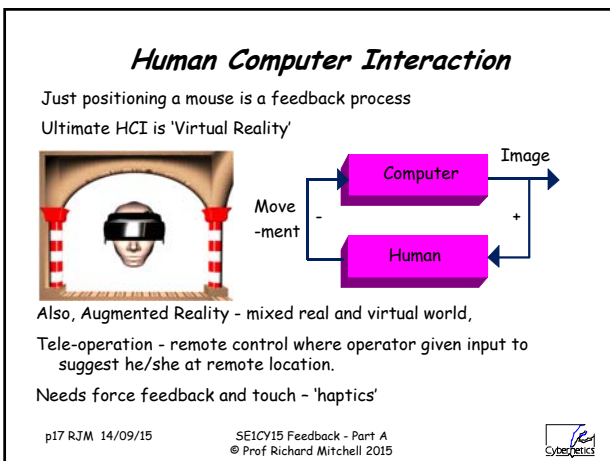 Human Computer Interaction
Just positioning a mouse is a feedback process
Ultimate HCI is ‘Virtual Reality’
Image
Computer
Move
-ment
-
+
Human
Also, Augmented Reality - mixed real and virtual world,
Tele-operation - remote control where operator given input to
suggest he/she at remote location.
Needs force feedback and touch – ‘haptics’
p17 RJM 14/09/15
SE1CY15 Feedback - Part A
© Prof Richard Mitchell 2015
Cybernetics